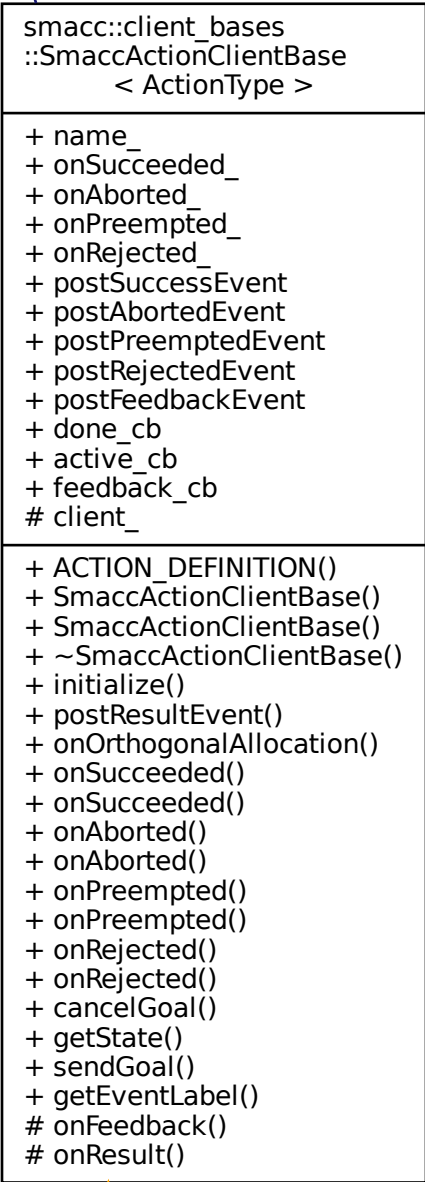 smacc::client_bases
::SmaccActionClientBase
< ActionType >
+ name_
+ onSucceeded_
+ onAborted_
+ onPreempted_
+ onRejected_
+ postSuccessEvent
+ postAbortedEvent
+ postPreemptedEvent
+ postRejectedEvent
+ postFeedbackEvent
+ done_cb
+ active_cb
+ feedback_cb
# client_
+ ACTION_DEFINITION()
+ SmaccActionClientBase()
+ SmaccActionClientBase()
+ ~SmaccActionClientBase()
+ initialize()
+ postResultEvent()
+ onOrthogonalAllocation()
+ onSucceeded()
+ onSucceeded()
+ onAborted()
+ onAborted()
+ onPreempted()
+ onPreempted()
+ onRejected()
+ onRejected()
+ cancelGoal()
+ getState()
+ sendGoal()
+ getEventLabel()
# onFeedback()
# onResult()